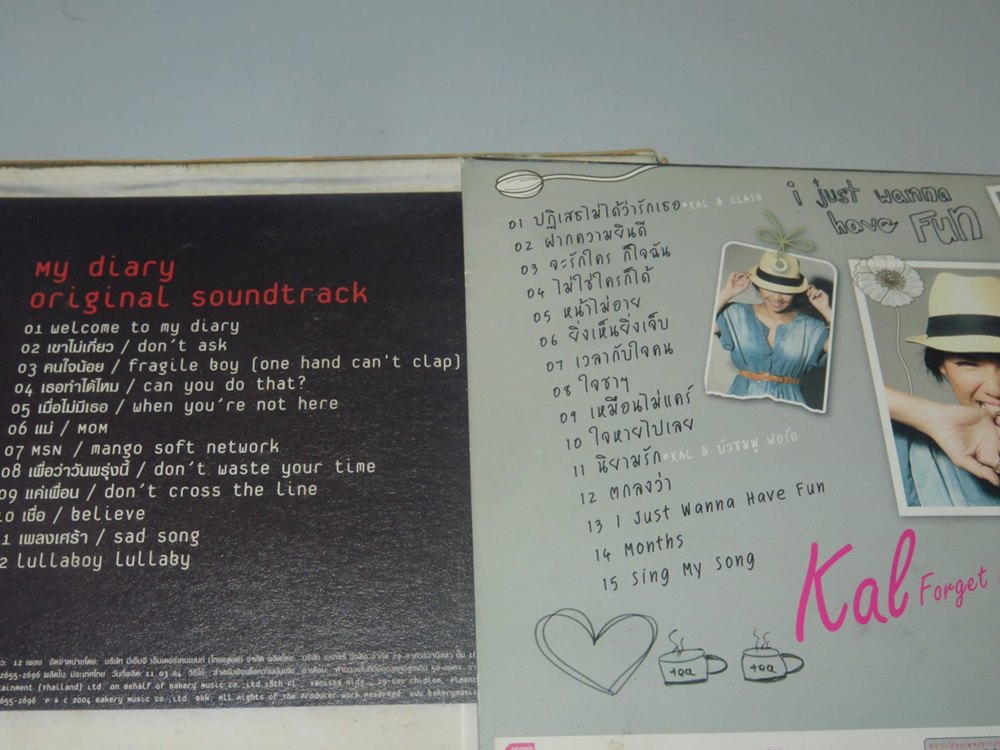 My diary
original soundtrack
01 welcome to my diary
02 เขาไม่เกี่ยว / don't ask
03 คนใจน้อย / fragile boy (one hand can't clap)
04 เธอทำได้ไหม / can you do that?
05 เมื่อไม่มีเธอ / when you're not here
06 แม่ / MOM
07 MSN / mango soft network
08 เพื่อว่าวันพรุ่งนี้ / don't waste your time
09 แค่เพื่อน / don't cross the line
10 เชื่อ / believe
1 เพลงเศร้า / sad song
2 lullaboy lullaby
i just wanna
have FUN
01 ปฏิเสธไม่ได้ว่ารักเธอ • KAL & CLASH
02 ฝากความยินดี
03 จะรักใคร ก็ใจฉัน
04 ไม่ใช่ใครก็ได้
05 หน้าไม่อาย
06 ยิ่งเห็นยิ่งเจ็บ
07 เวลากับใจคน
08 ใจชาๆ
09 เหมือนไม่แคร์
10 ใจหายไปเลย
11 นิยามรัก • KAL & บัวชมพู ฟอร์ด
12 ตกลงว่า
13 I Just Wanna Have Fun
14 Months
15 Sing My Song
Kal Forget
tea
tea